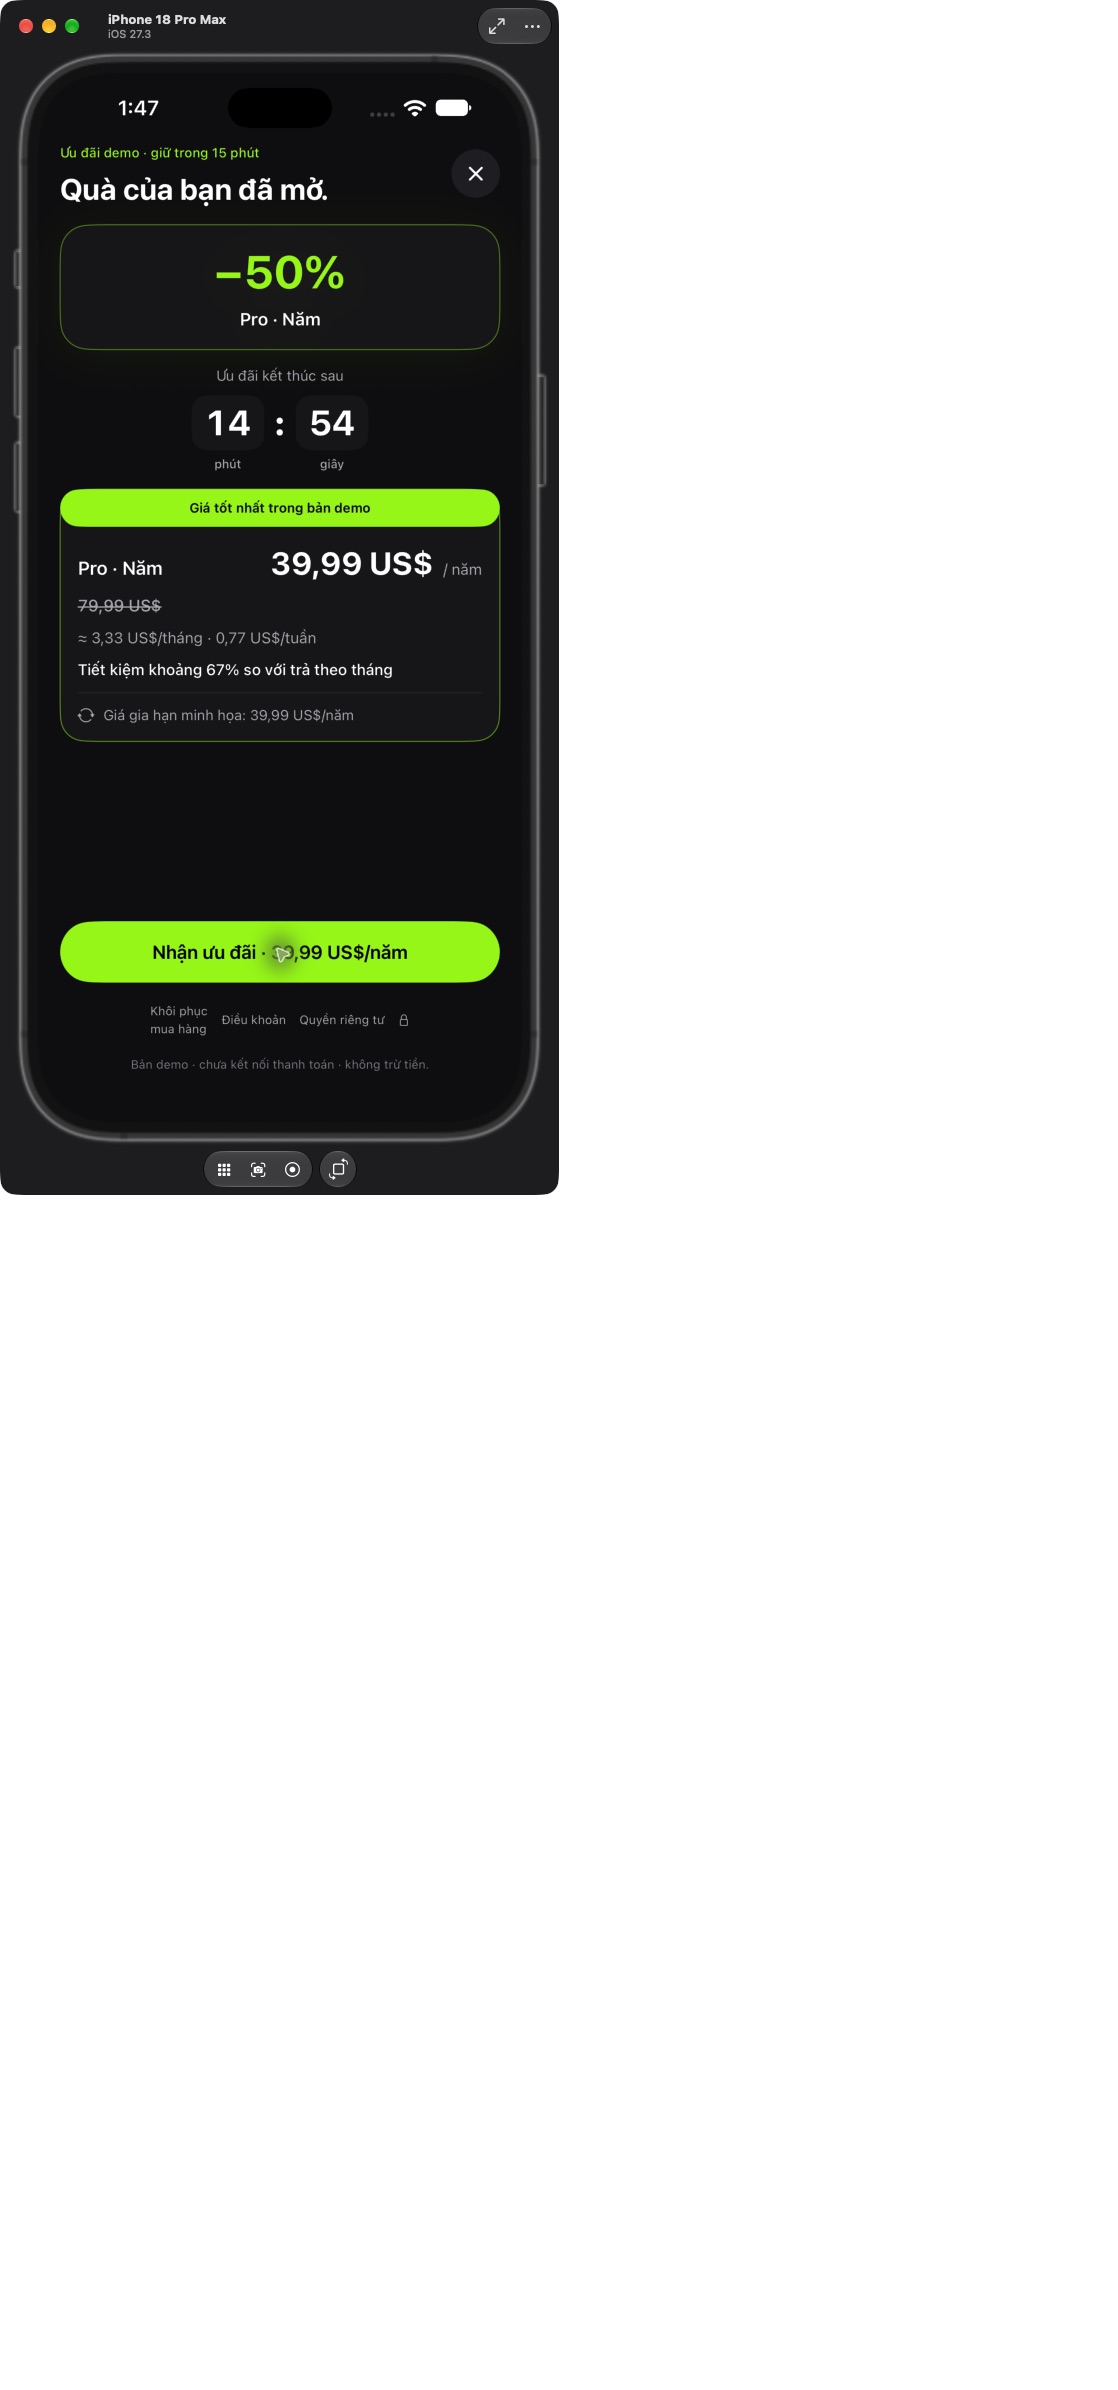 iPhone 18 Pro Max
iOS 27.3
1:47
Ưu đãi demo · giữ trong 15 phút
Quà của bạn đã mở.
−50%
Pro · Năm
Ưu đãi kết thúc sau
14 : 54
phút giây
Giá tốt nhất trong bản demo
Pro · Năm 39,99 US$ / năm
79,99 US$
≈ 3,33 US$/tháng · 0,77 US$/tuần
Tiết kiệm khoảng 67% so với trả theo tháng
Giá gia hạn minh họa: 39,99 US$/năm
Nhận ưu đãi · 39,99 US$/năm
Khôi phục
mua hàng
Điều khoản Quyền riêng tư
Bản demo · chưa kết nối thanh toán · không trừ tiền.